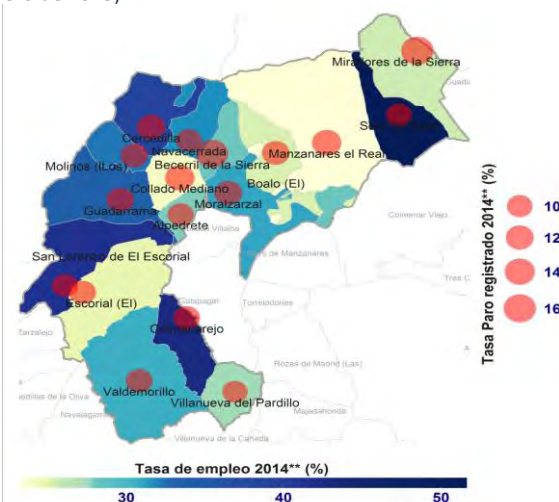 Miraflores de la Sierra
Cercedilla
Navacerrada
Molinos (Los)
Becerril de la Sierra
Manzanares el Real
Collado Mediano
Boalo (El)
Guadarrama
Moralzarzal
Colmenar Viejo
Alpedrete
San Lorenzo de El Escorial
Escorial (El)
Torrelodones
Rozas de Madrid (Las)
Valdemorillo
Villanueva del Pardillo
Majadahonda
Villanueva de la Cañada
Tasa Paro registrado 2014** (%)
10
12
14
16
Tasa de empleo 2014** (%)
30 40 50